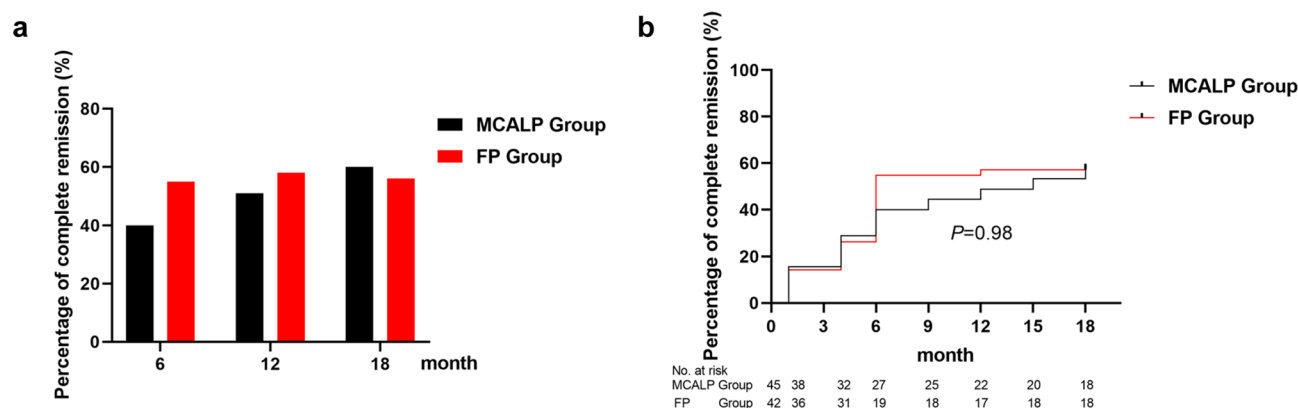 a
Percentage of complete remission (%)
80
60
40
20
0
6 12 18 month
MCALP Group
FP Group
b
Percentage of complete remission (%)
100
80
60
40
20
0
0 3 6 9 12 15 18
month
P=0.98
MCALP Group
FP Group
No. at risk
MCALP Group 45 38 32 27 25 22 20 18
FP Group 42 36 31 19 18 17 18 18